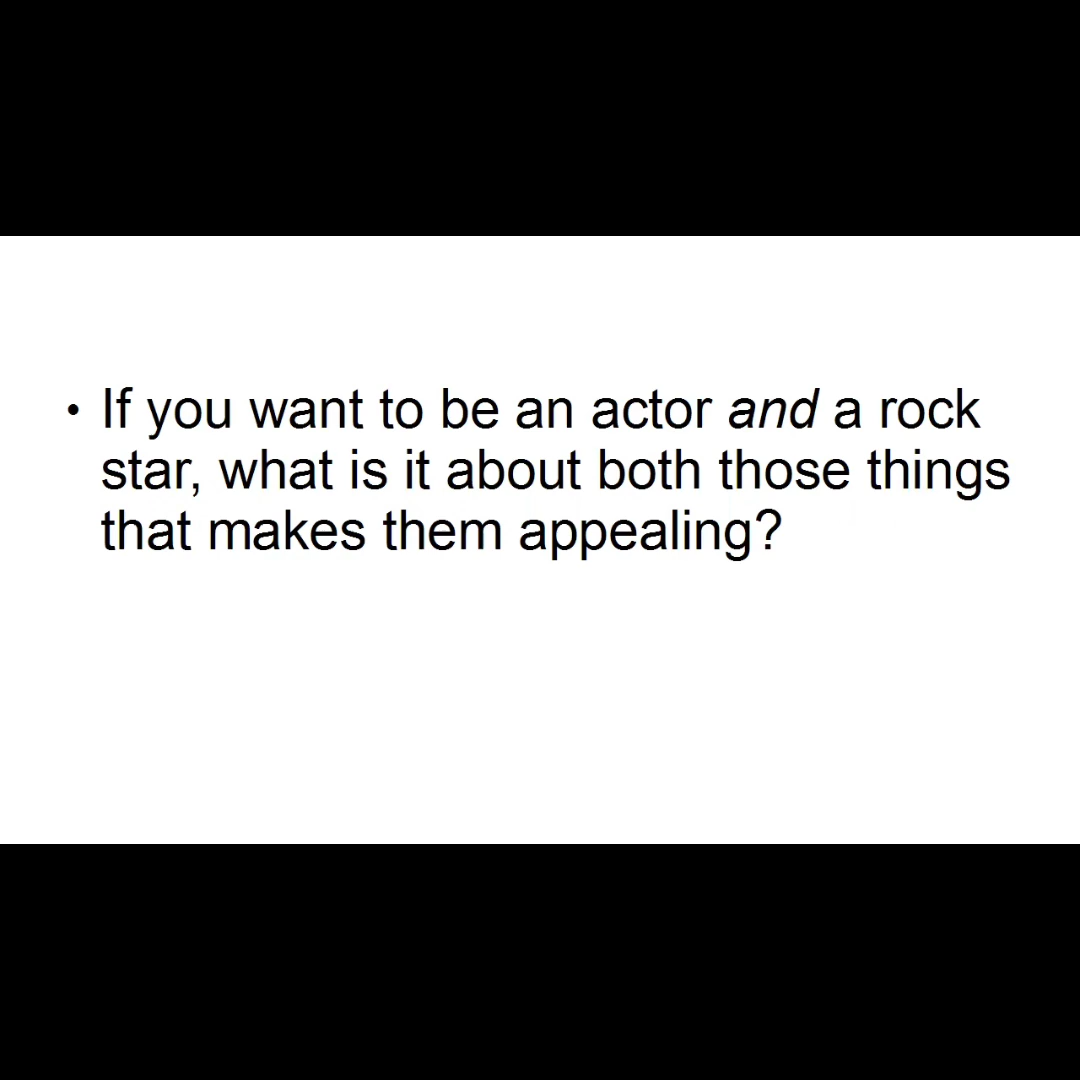 • If you want to be an actor and a rock
star, what is it about both those things
that makes them appealing?